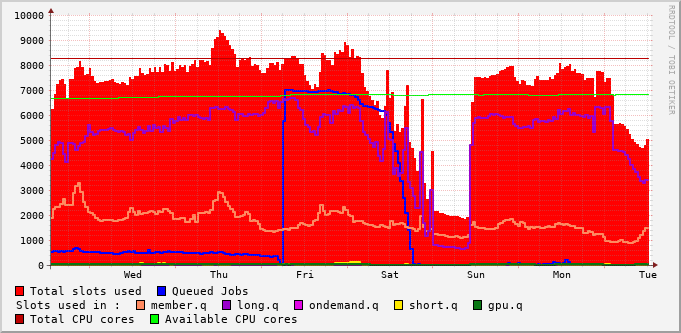 10000
9000
8000
7000
6000
5000
4000
3000
2000
1000
0
Wed Thu Fri Sat Sun Mon Tue
RRDTOOL / TOBI OETIKER
Total slots used Queued Jobs
Slots used in : member.q long.q ondemand.q short.q gpu.q
Total CPU cores Available CPU cores